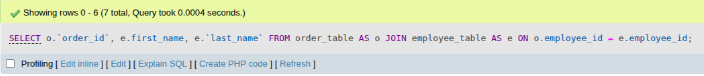 Showing rows 0 - 6 (7 total, Query took 0.0004 seconds.)
SELECT o.`order_id`, e.first_name, e.`last_name` FROM order_table AS o JOIN employee_table AS e ON o.employee_id = e.employee_id;
Profiling [ Edit inline ] [ Edit ] [ Explain SQL ] [ Create PHP code ] [ Refresh ]